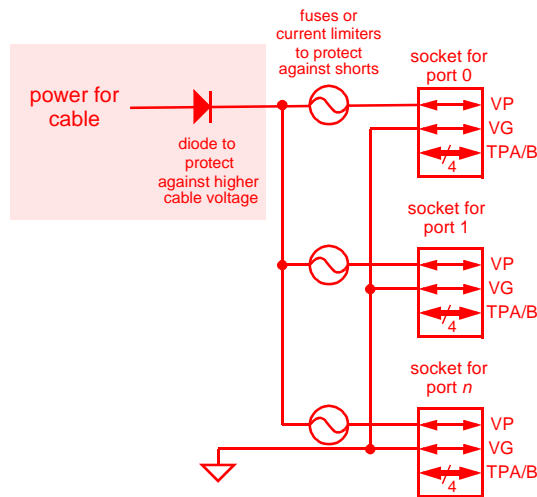 fuses or
current limiters
to protect
against shorts
socket for
port 0
power for
cable
VP
VG
TPA/B
4
diode to
protect
against higher
cable voltage
socket for
port 1
VP
VG
TPA/B
4
socket for
port n
VP
VG
TPA/B
4